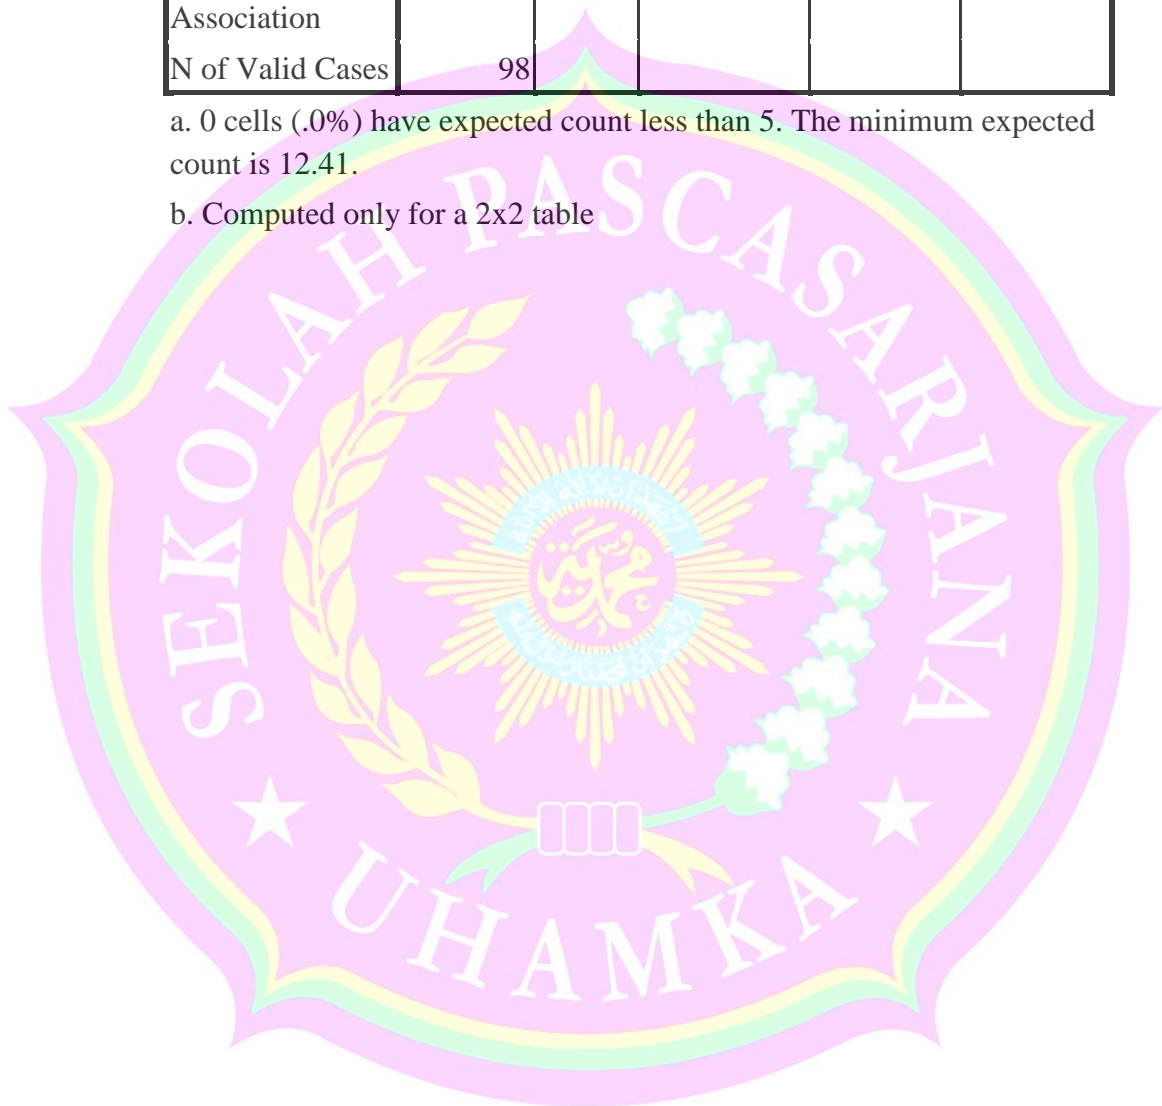 Association
N of Valid Cases 98
a. 0 cells (.0%) have expected count less than 5. The minimum expected
count is 12.41.
b. Computed only for a 2x2 table
SEKOLAH PASCASARJANA
محمدية
UHAMKA